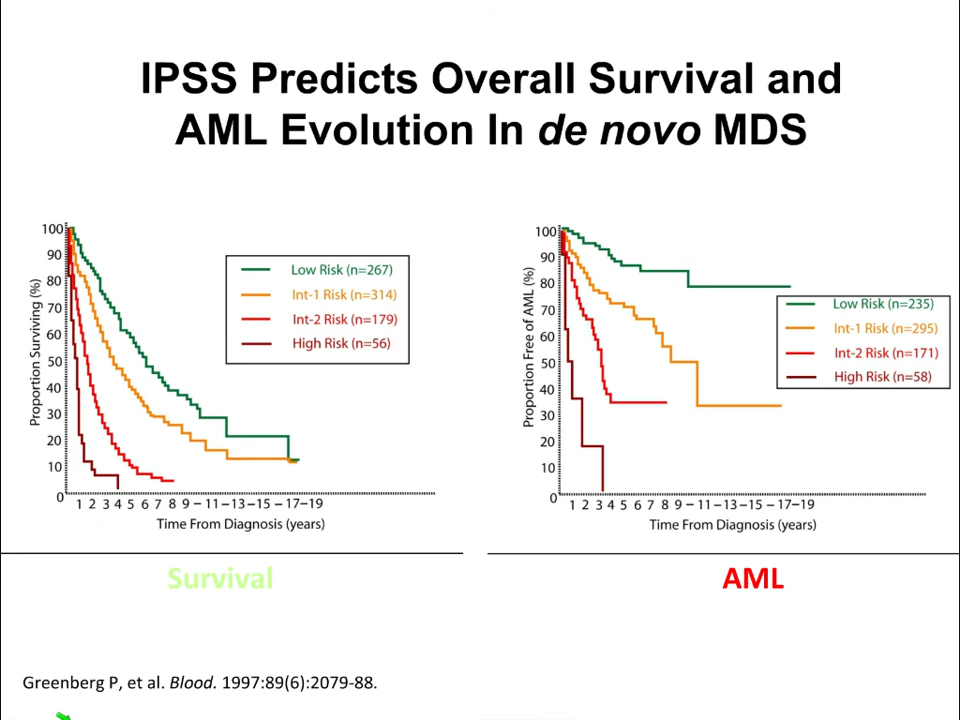 IPSS Predicts Overall Survival and
AML Evolution In de novo MDS
Proportion Surviving (%)
100
90
80
70
60
50
40
30
20
10
0
1 2 3 4 5 6 7 8 9 – 11 –13 –15 – 17–19
Time From Diagnosis (years)
Low Risk (n=267)
Int-1 Risk (n=314)
Int-2 Risk (n=179)
High Risk (n=56)
Survival
Proportion Free of AML (%)
100
90
80
70
60
50
40
30
20
10
0
1 2 3 4 5 6 7 8 9 – 11 –13 –15 – 17–19
Time From Diagnosis (years)
Low Risk (n=235)
Int-1 Risk (n=295)
Int-2 Risk (n=171)
High Risk (n=58)
AML
Greenberg P, et al. Blood. 1997:89(6):2079-88.